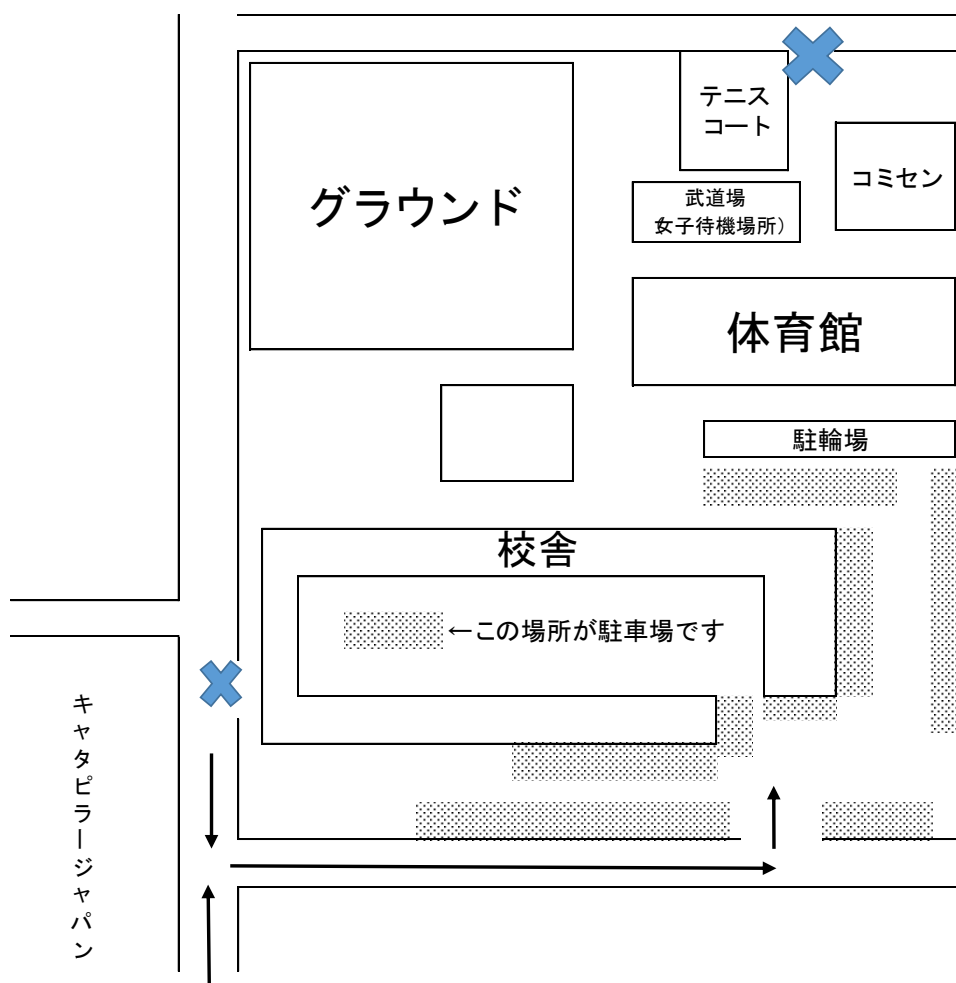 テニス
コート
グラウンド
コミセン
武道場
（女子待機場所）
体育館
駐輪場
校舎
←この場所が駐車場です
キャタピラージャパン